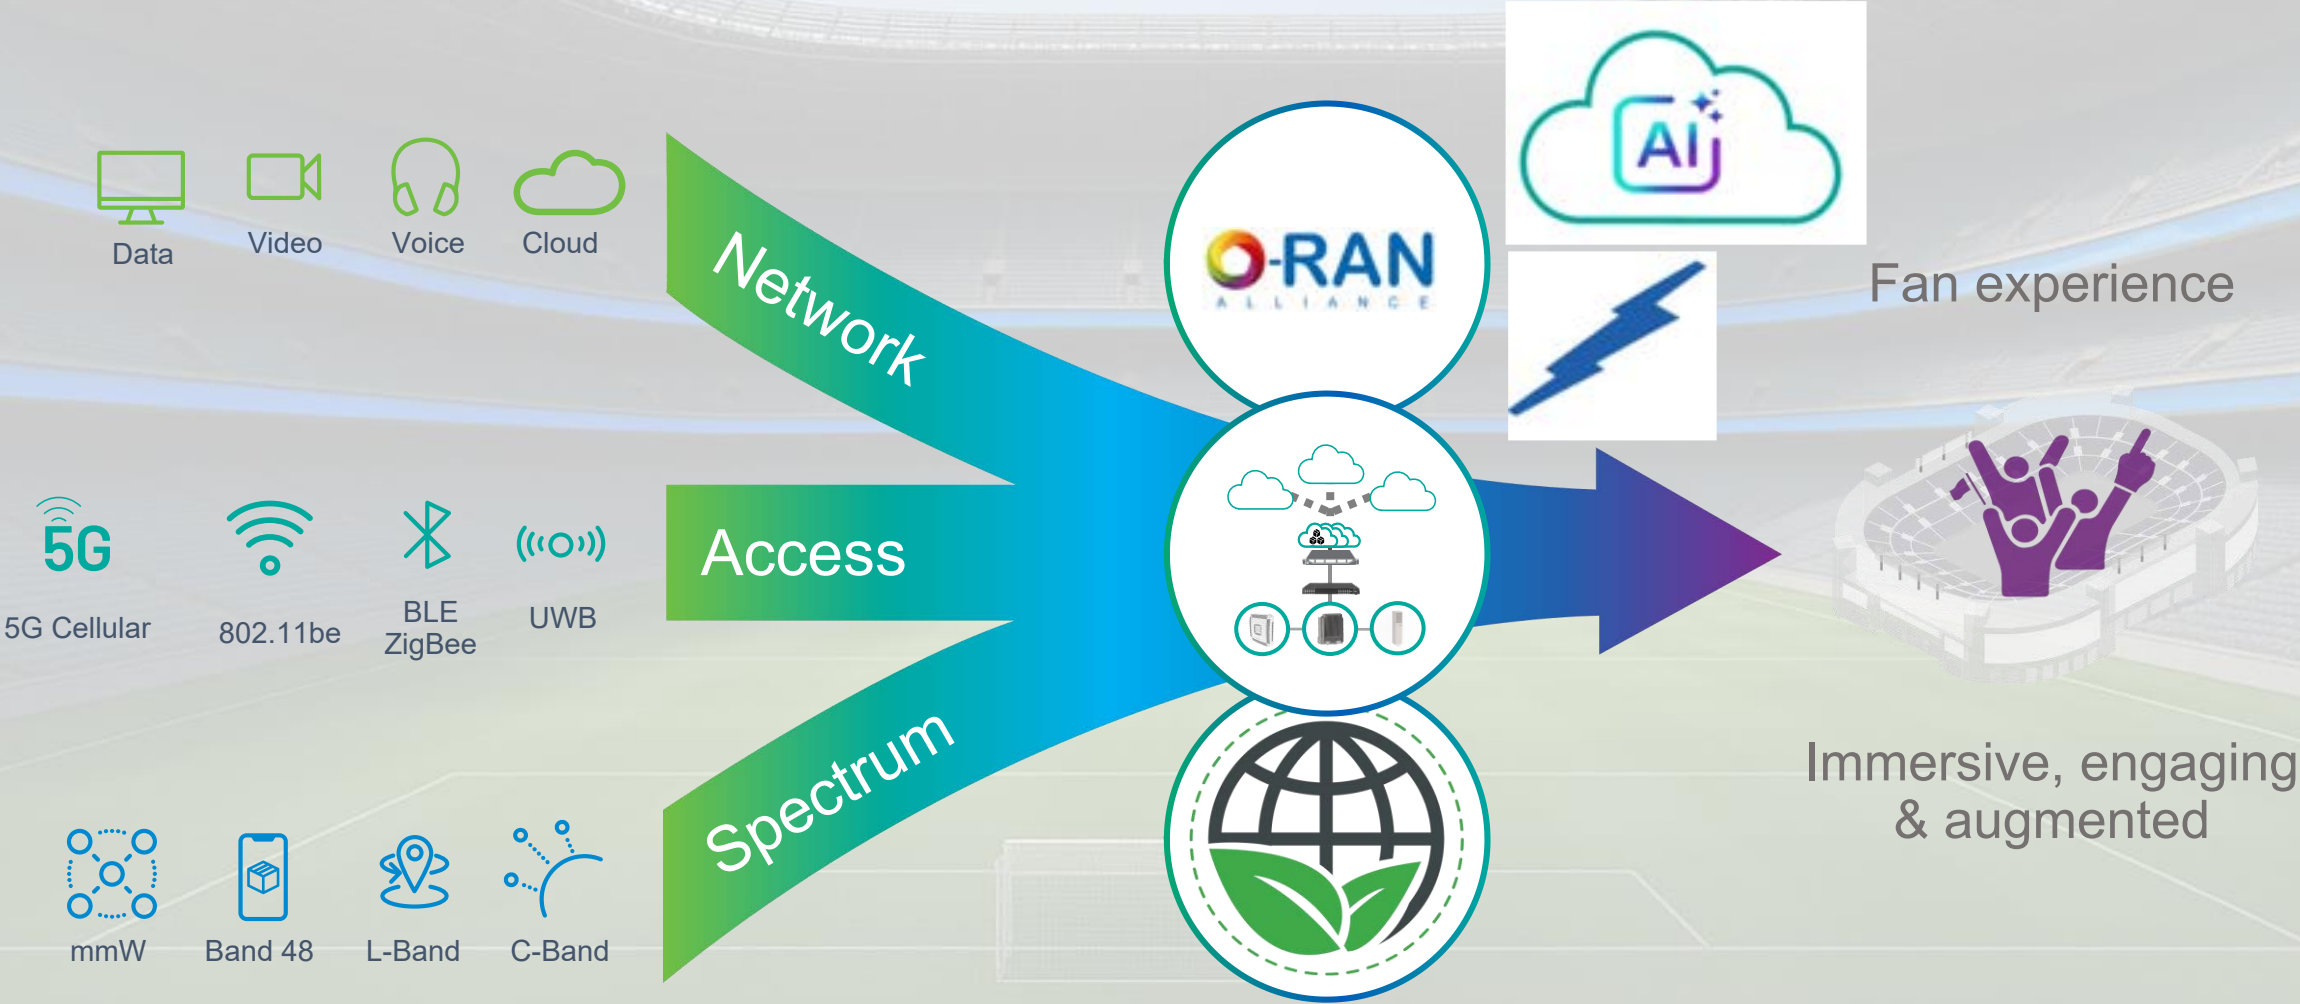 Data
Video
Voice
Cloud
Network
O-RAN
ALLIANCE
AI
Fan experience
5G
5G Cellular
802.11be
BLE
ZigBee
UWB
Access
Spectrum
mmW
Band 48
L-Band
C-Band
Immersive, engaging
& augmented